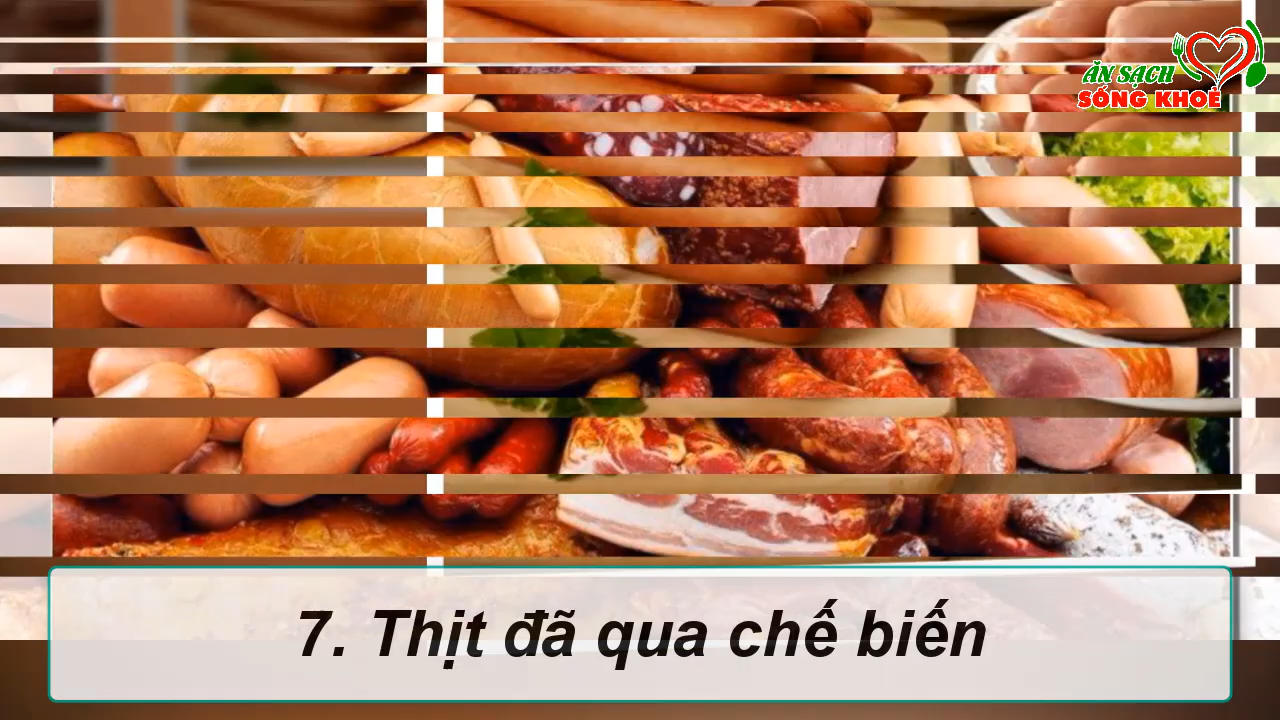 ĂN SẠCH
SỐNG KHOẺ
7. Thịt đã qua chế biến